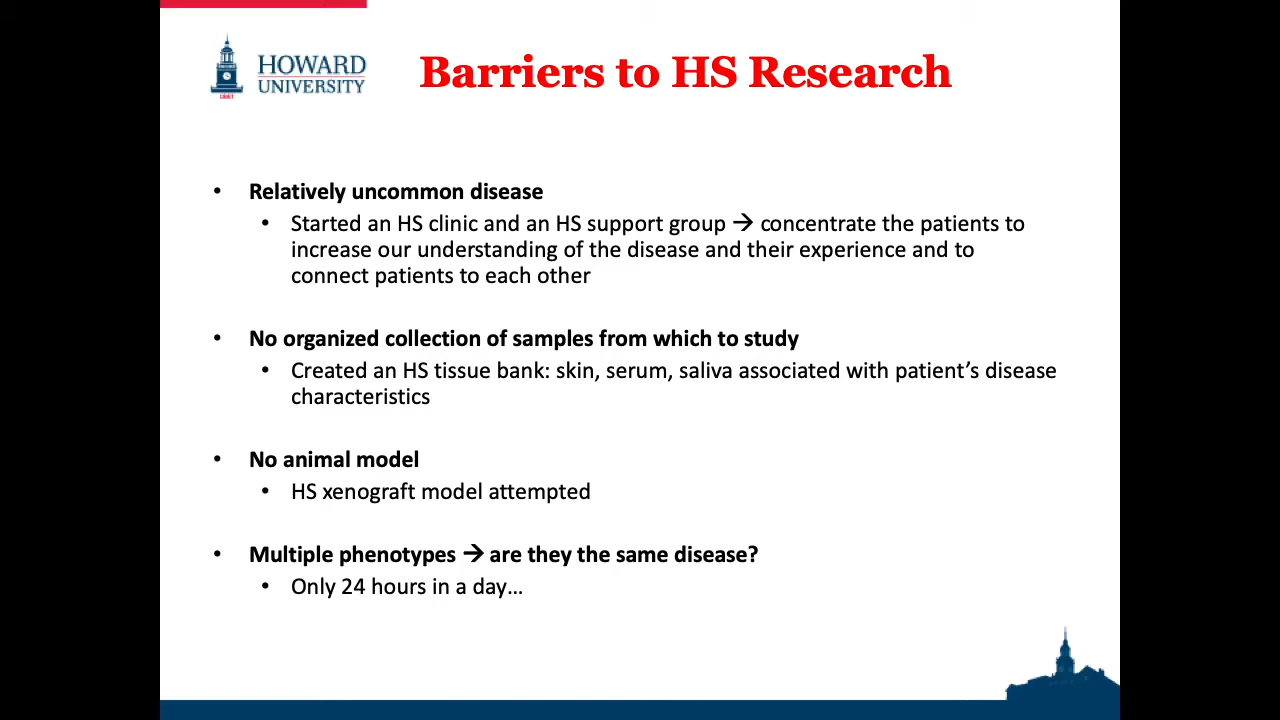 HOWARD
UNIVERSITY
Barriers to HS Research
• Relatively uncommon disease
• Started an HS clinic and an HS support group → concentrate the patients to
increase our understanding of the disease and their experience and to
connect patients to each other
• No organized collection of samples from which to study
• Created an HS tissue bank: skin, serum, saliva associated with patient’s disease
characteristics
• No animal model
• HS xenograft model attempted
• Multiple phenotypes → are they the same disease?
• Only 24 hours in a day…